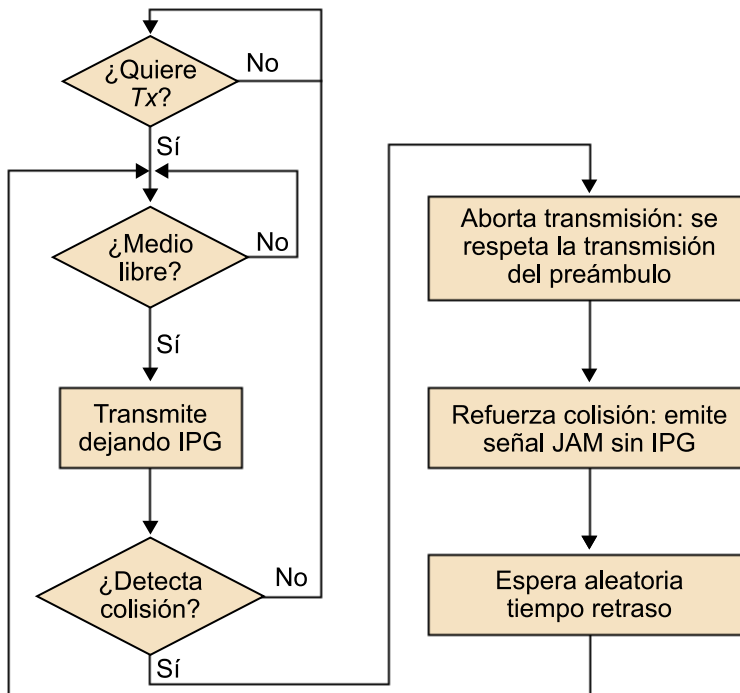 ¿Quiere
Tx?
No
Sí
¿Medio
libre?
No
Sí
Transmite
dejando IPG
¿Detecta
colisión?
No
Sí
Aborta transmisión: se
respeta la transmisión
del preámbulo
Refuerza colisión: emite
señal JAM sin IPG
Espera aleatoria
tiempo retraso